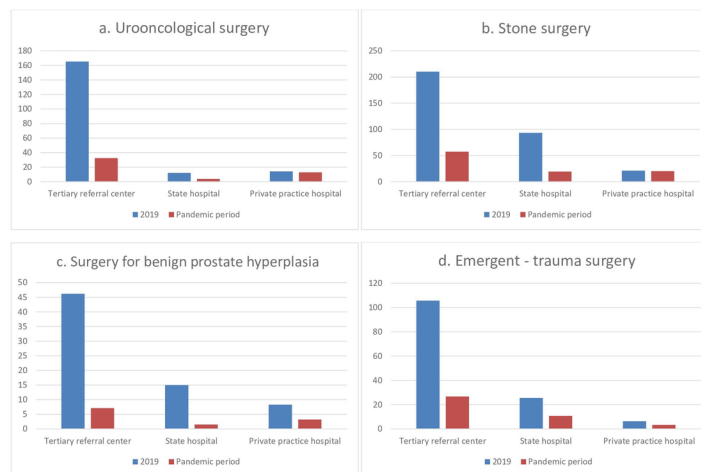 a. Urooncological surgery
180
160
140
120
100
80
60
40
20
0
Tertiary referral center State hospital Private practice hospital
2019 Pandemic period
b. Stone surgery
250
200
150
100
50
0
Tertiary referral center State hospital Private practice hospital
2019 Pandemic period
c. Surgery for benign prostate hyperplasia
50
45
40
35
30
25
20
15
10
5
0
Tertiary referral center State hospital Private practice hospital
2019 Pandemic period
d. Emergent - trauma surgery
120
100
80
60
40
20
0
Tertiary referral center State hospital Private practice hospital
2019 Pandemic period